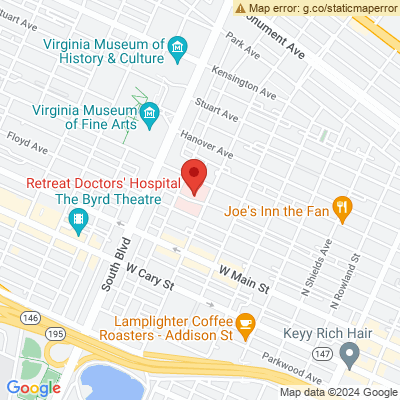 Map error: g.co/staticmaperror
Stuart Ave
Virginia Museum of
History & Culture
Park Ave
Monument Ave
Kensington Ave
Virginia Museum
of Fine Arts
Stuart Ave
Floyd Ave
Hanover Ave
Retreat Doctors' Hospital
The Byrd Theatre
Joe's Inn the Fan
South Blvd
N Shields Ave
N Rowland St
W Main St
W Cary St
146
195
Lamplighter Coffee
Roasters - Addison St
Keyy Rich Hair
147
Parkwood Ave
Google
Map data ©2024 Google